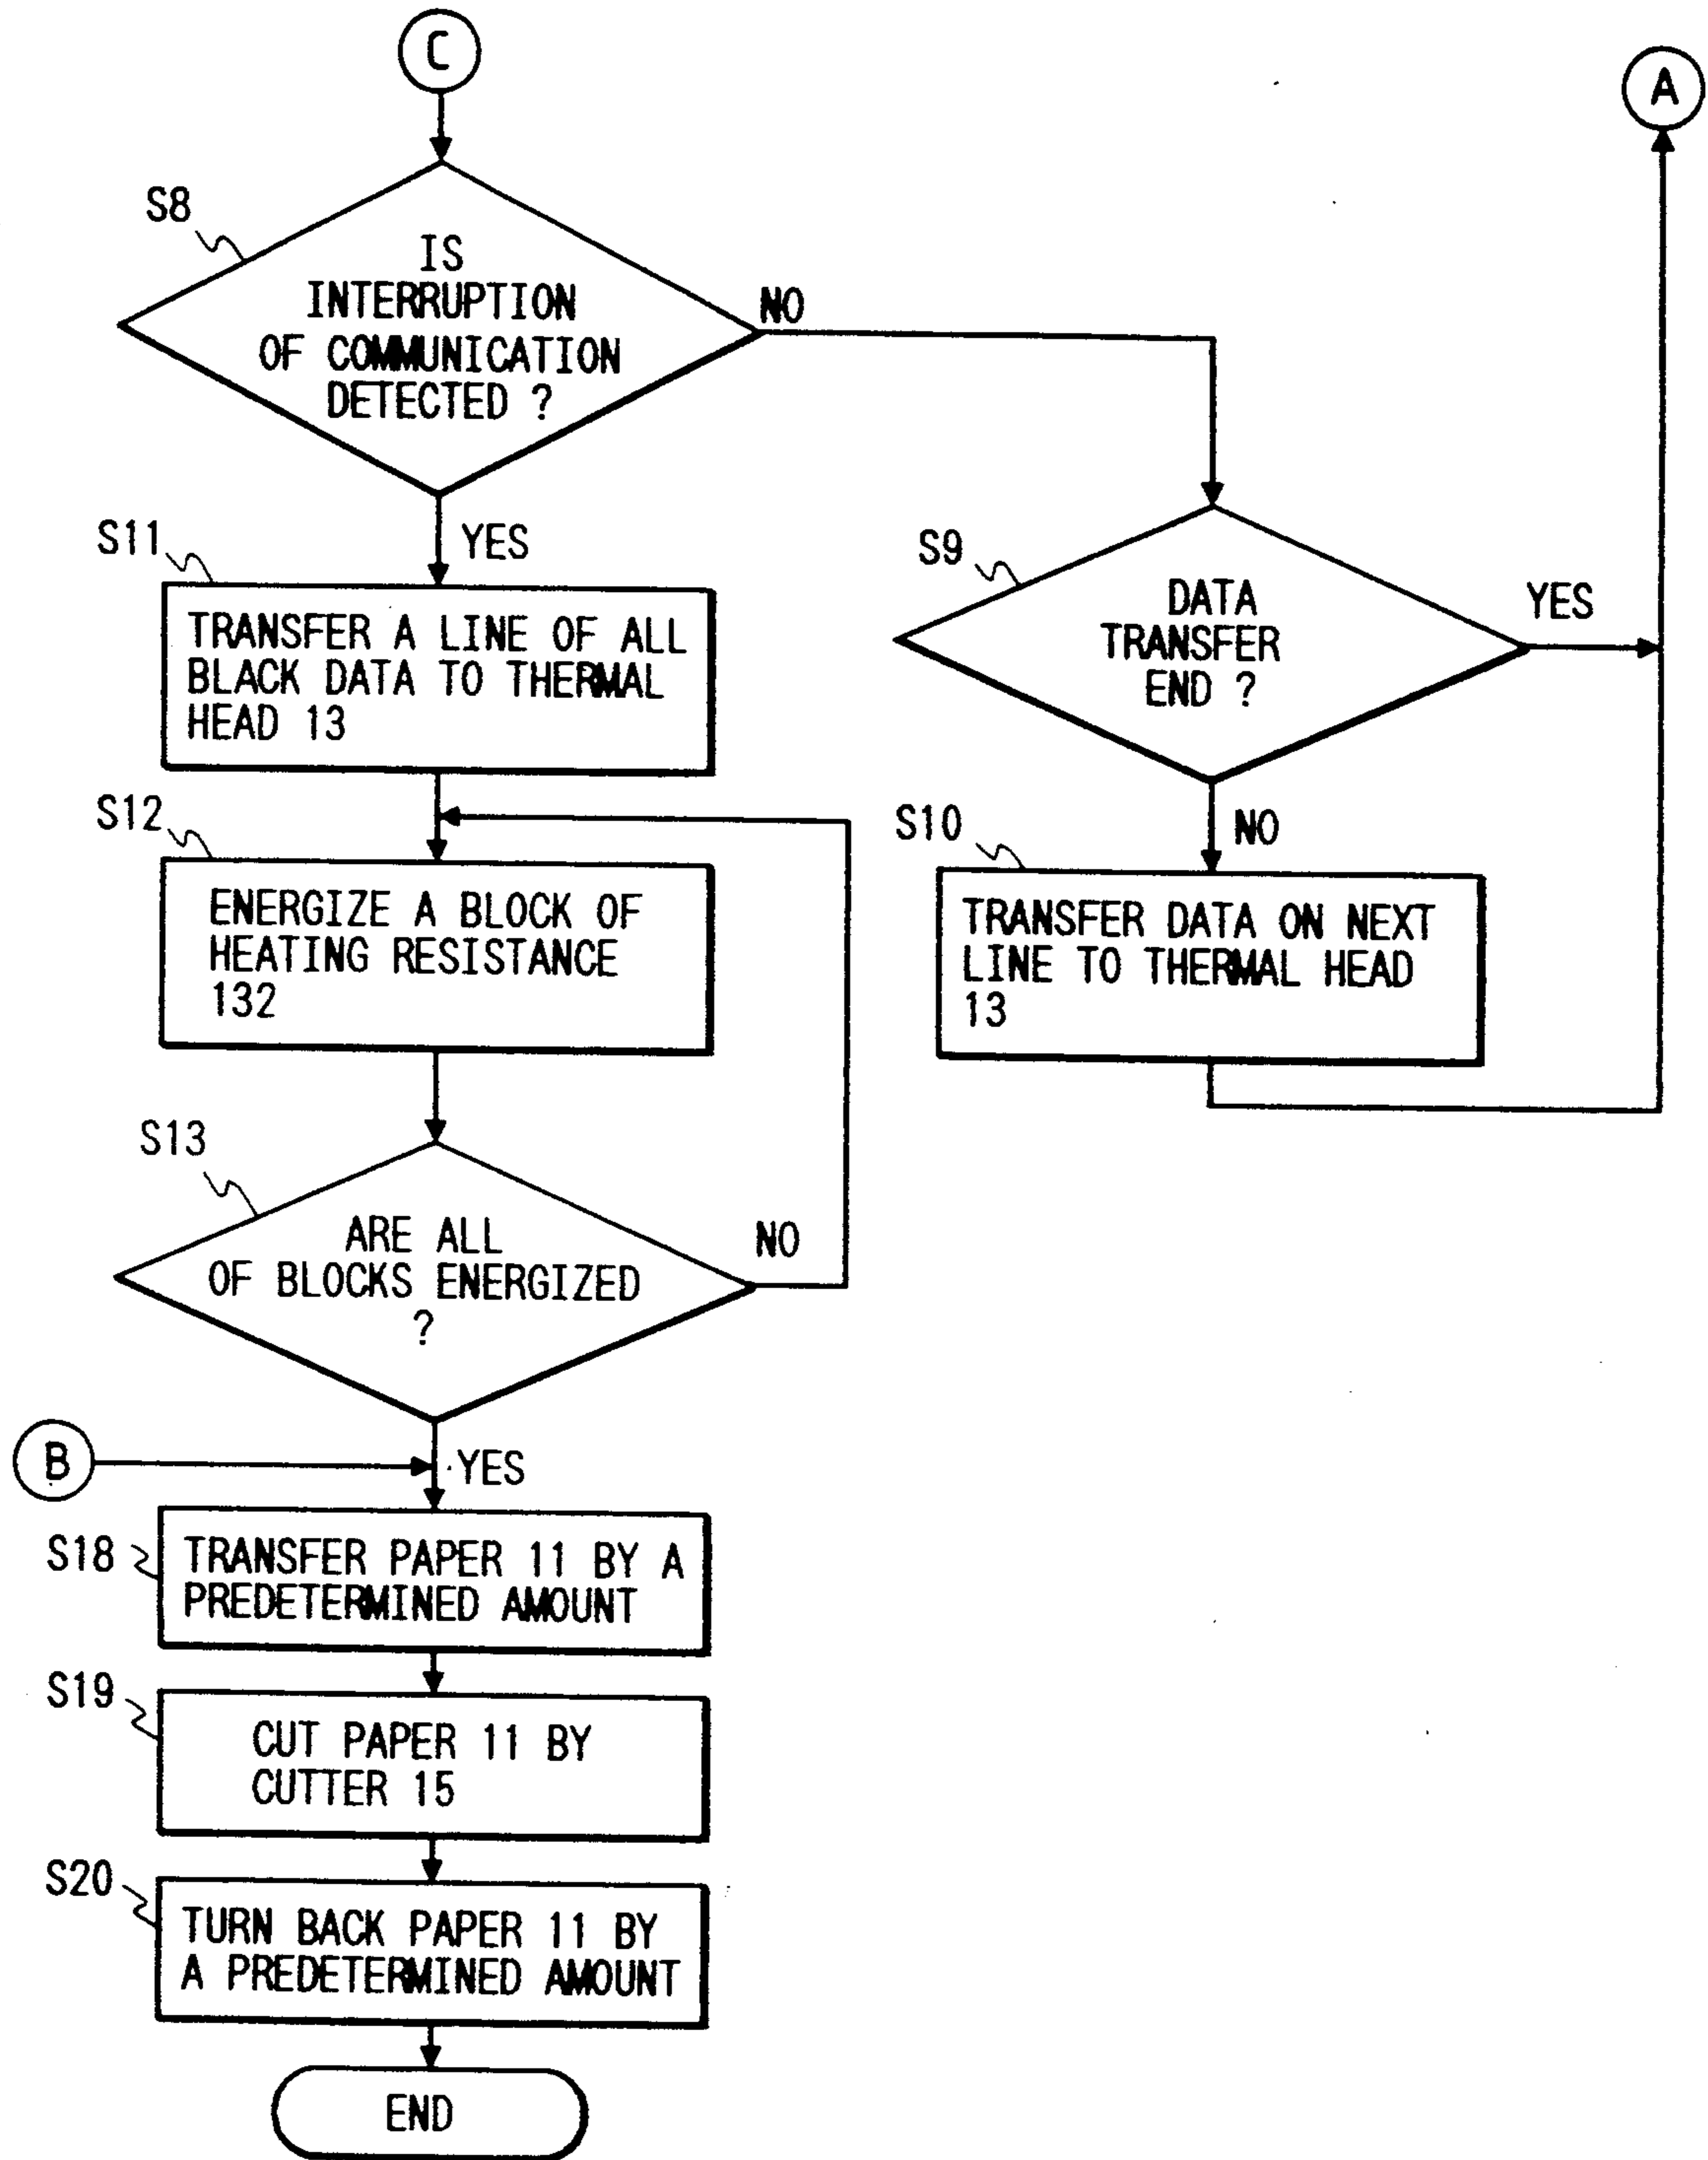 C
A
S8
IS
INTERRUPTION
OF COMMUNICATION
DETECTED ?
NO
YES
S11
TRANSFER A LINE OF ALL
BLACK DATA TO THERMAL
HEAD 13
S9
DATA
TRANSFER
END ?
YES
NO
S10
TRANSFER DATA ON NEXT
LINE TO THERMAL HEAD
13
S12
ENERGIZE A BLOCK OF
HEATING RESISTANCE
132
S13
ARE ALL
OF BLOCKS ENERGIZED
?
NO
YES
B
S18
TRANSFER PAPER 11 BY A
PREDETERMINED AMOUNT
S19
CUT PAPER 11 BY
CUTTER 15
S20
TURN BACK PAPER 11 BY
A PREDETERMINED AMOUNT
END